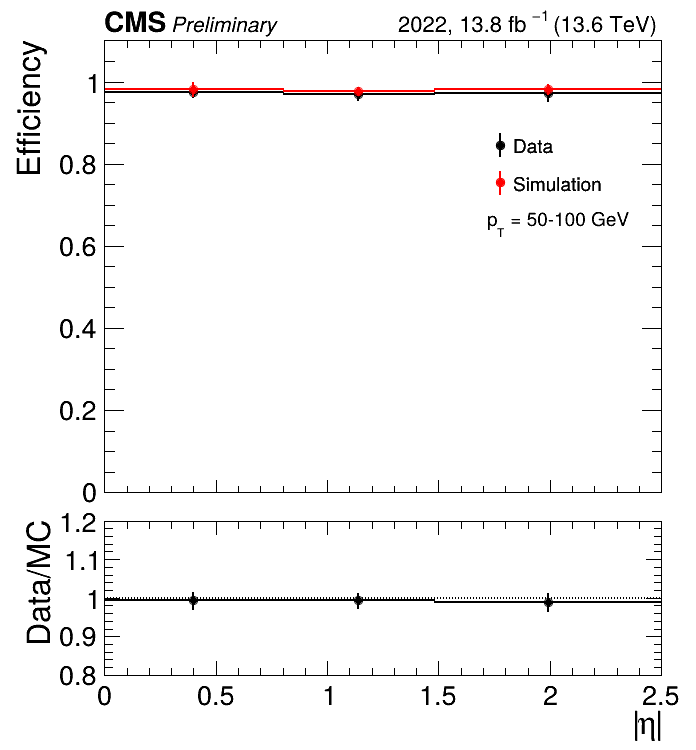 CMS Preliminary 2022, 13.8 fb⁻¹ (13.6 TeV)
Efficiency
1
0.8
0.6
0.4
0.2
0
Data
Simulation
p_T = 50-100 GeV
Data/MC
1.2
1.1
1
0.9
0.8
0 0.5 1 1.5 2 2.5
|η|